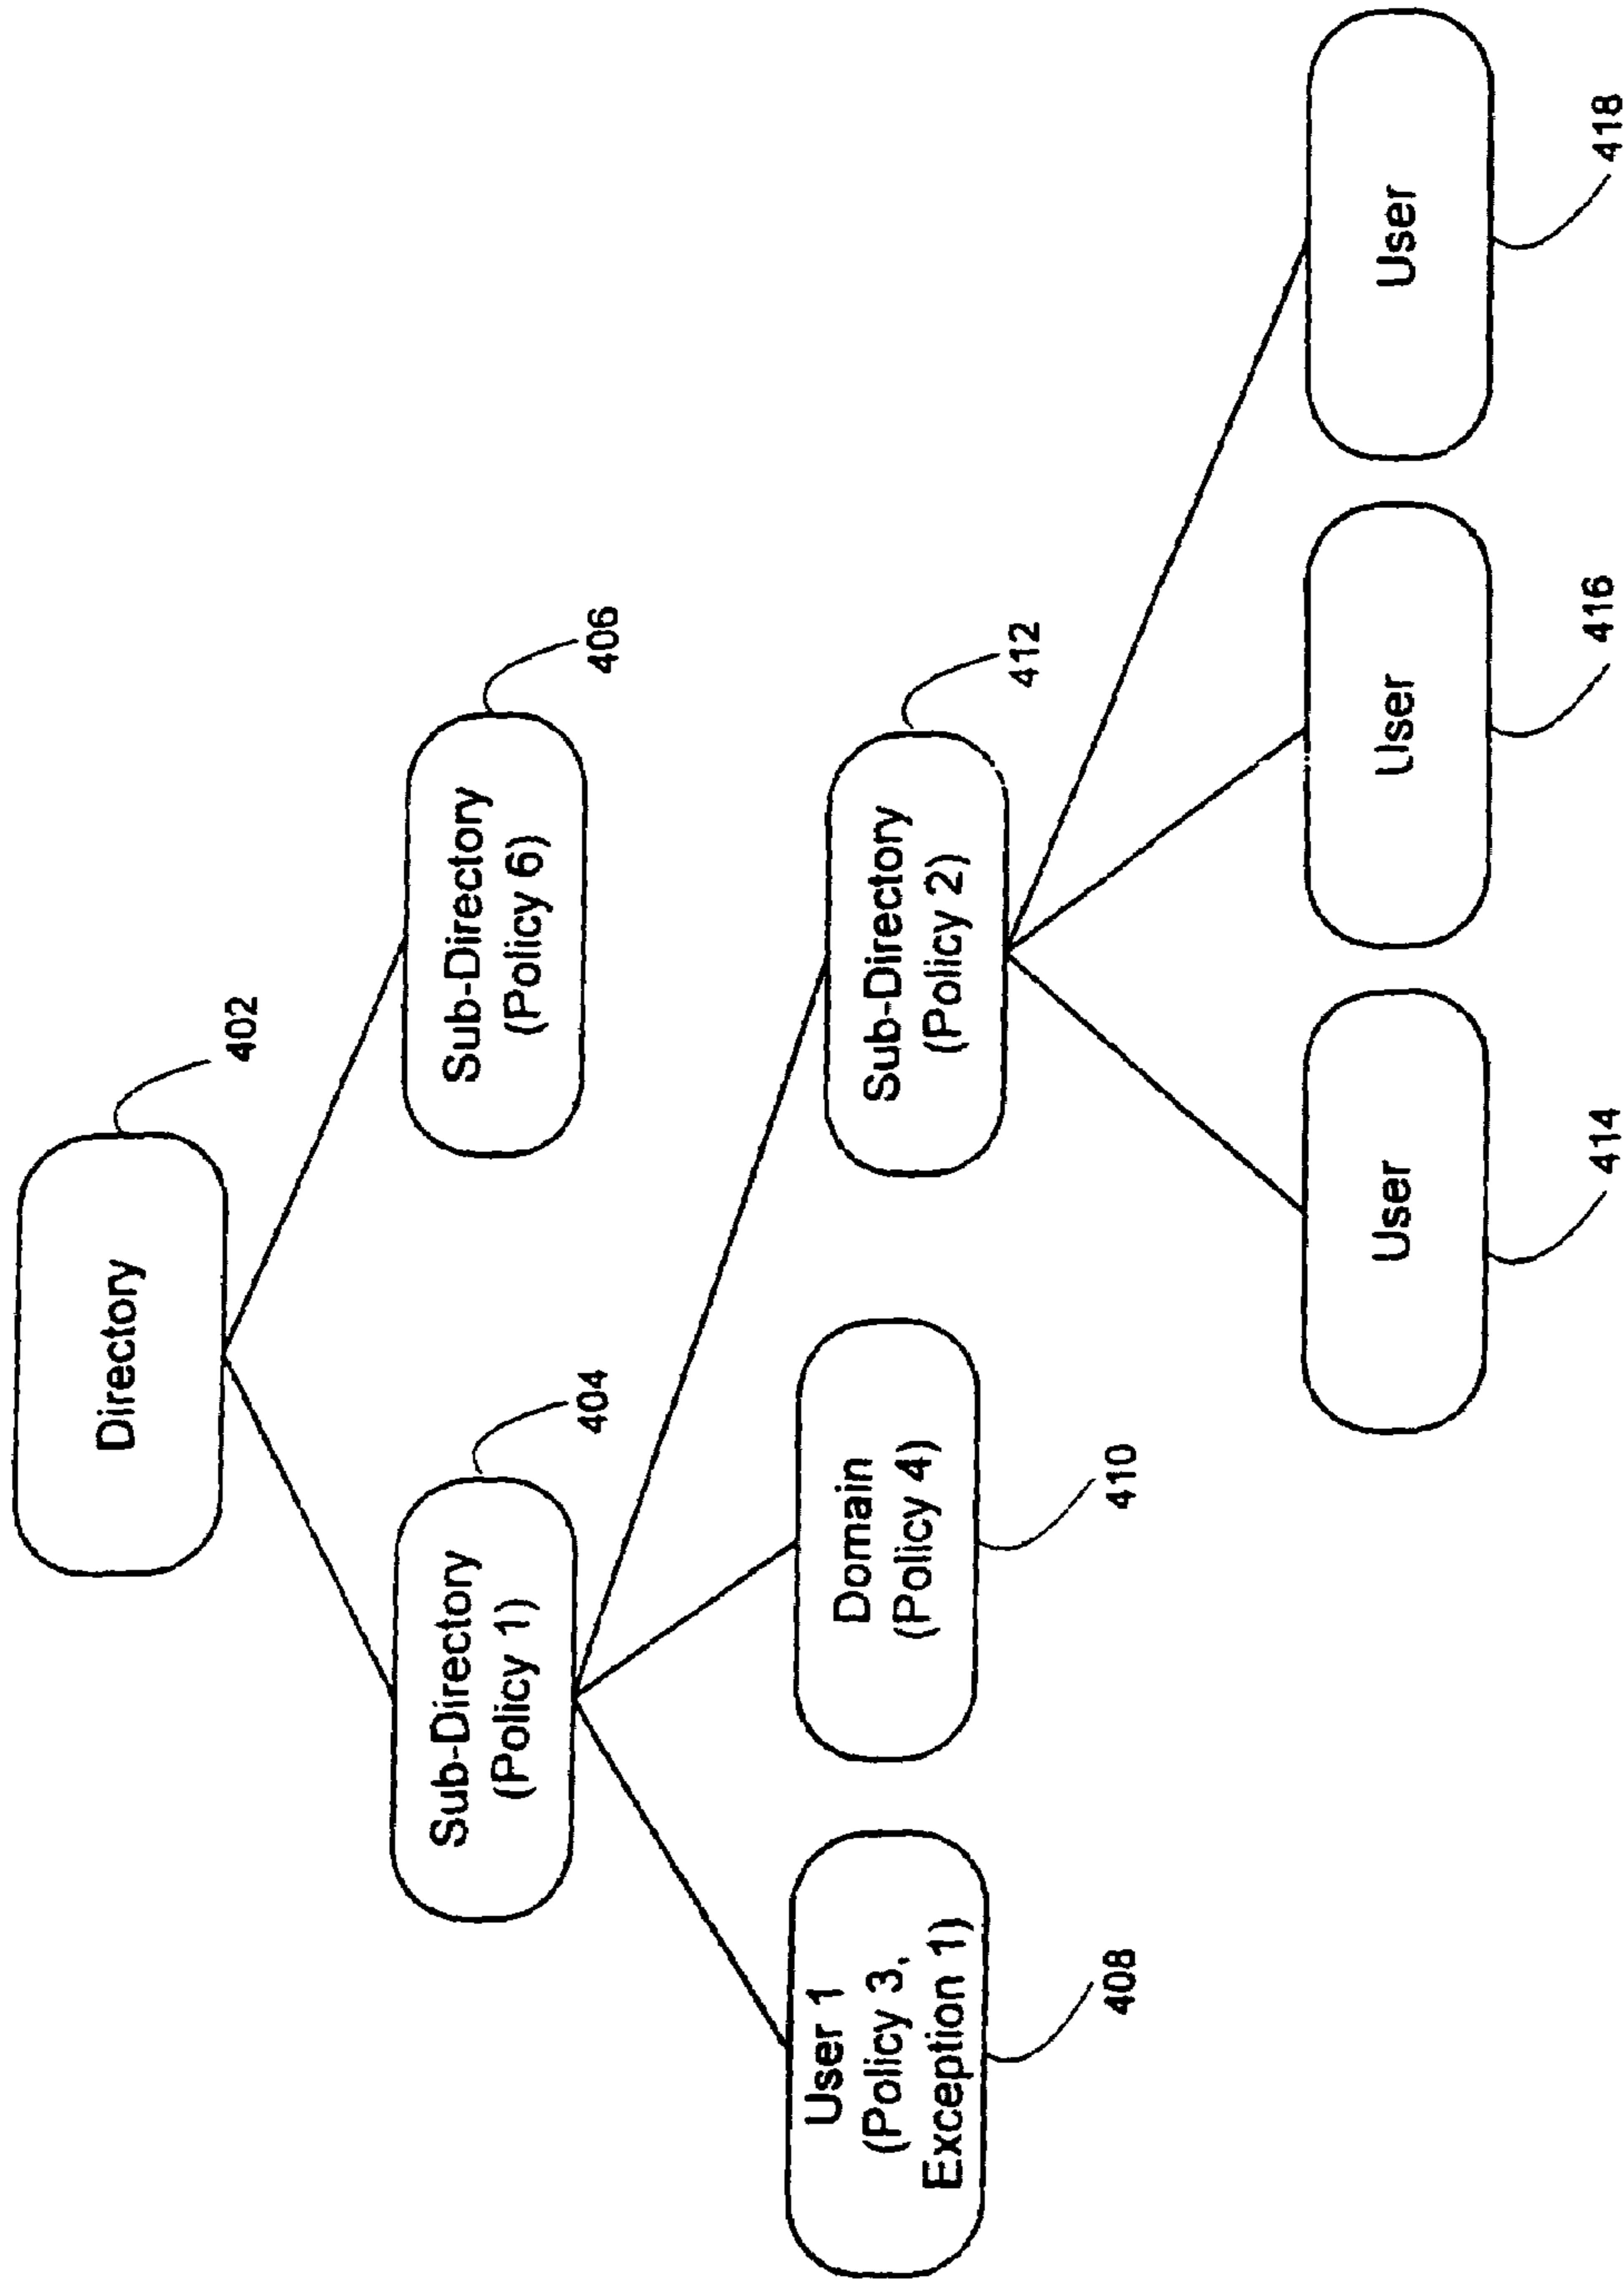 Directory
402
Sub-Directory
(Policy 1)
404
Sub-Directory
(Policy 6)
406
User 1
(Policy 3,
Exception 1)
408
Domain
(Policy 4)
410
Sub-Directory
(Policy 2)
412
User
414
User
416
User
418